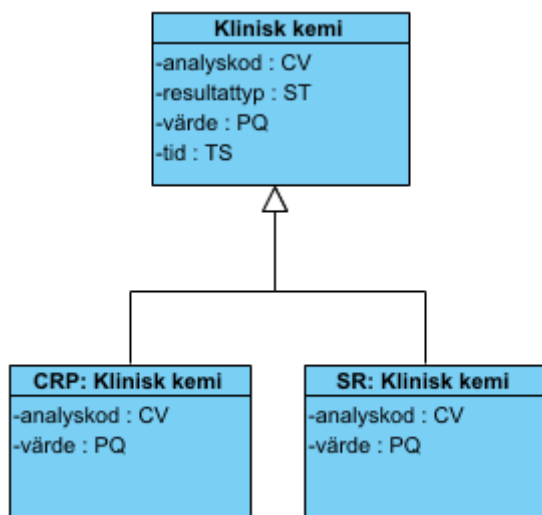 Klinisk kemi
-analyskod : CV
-resultattyp : ST
-värde : PQ
-tid : TS
CRP: Klinisk kemi
-analyskod : CV
-värde : PQ
SR: Klinisk kemi
-analyskod : CV
-värde : PQ